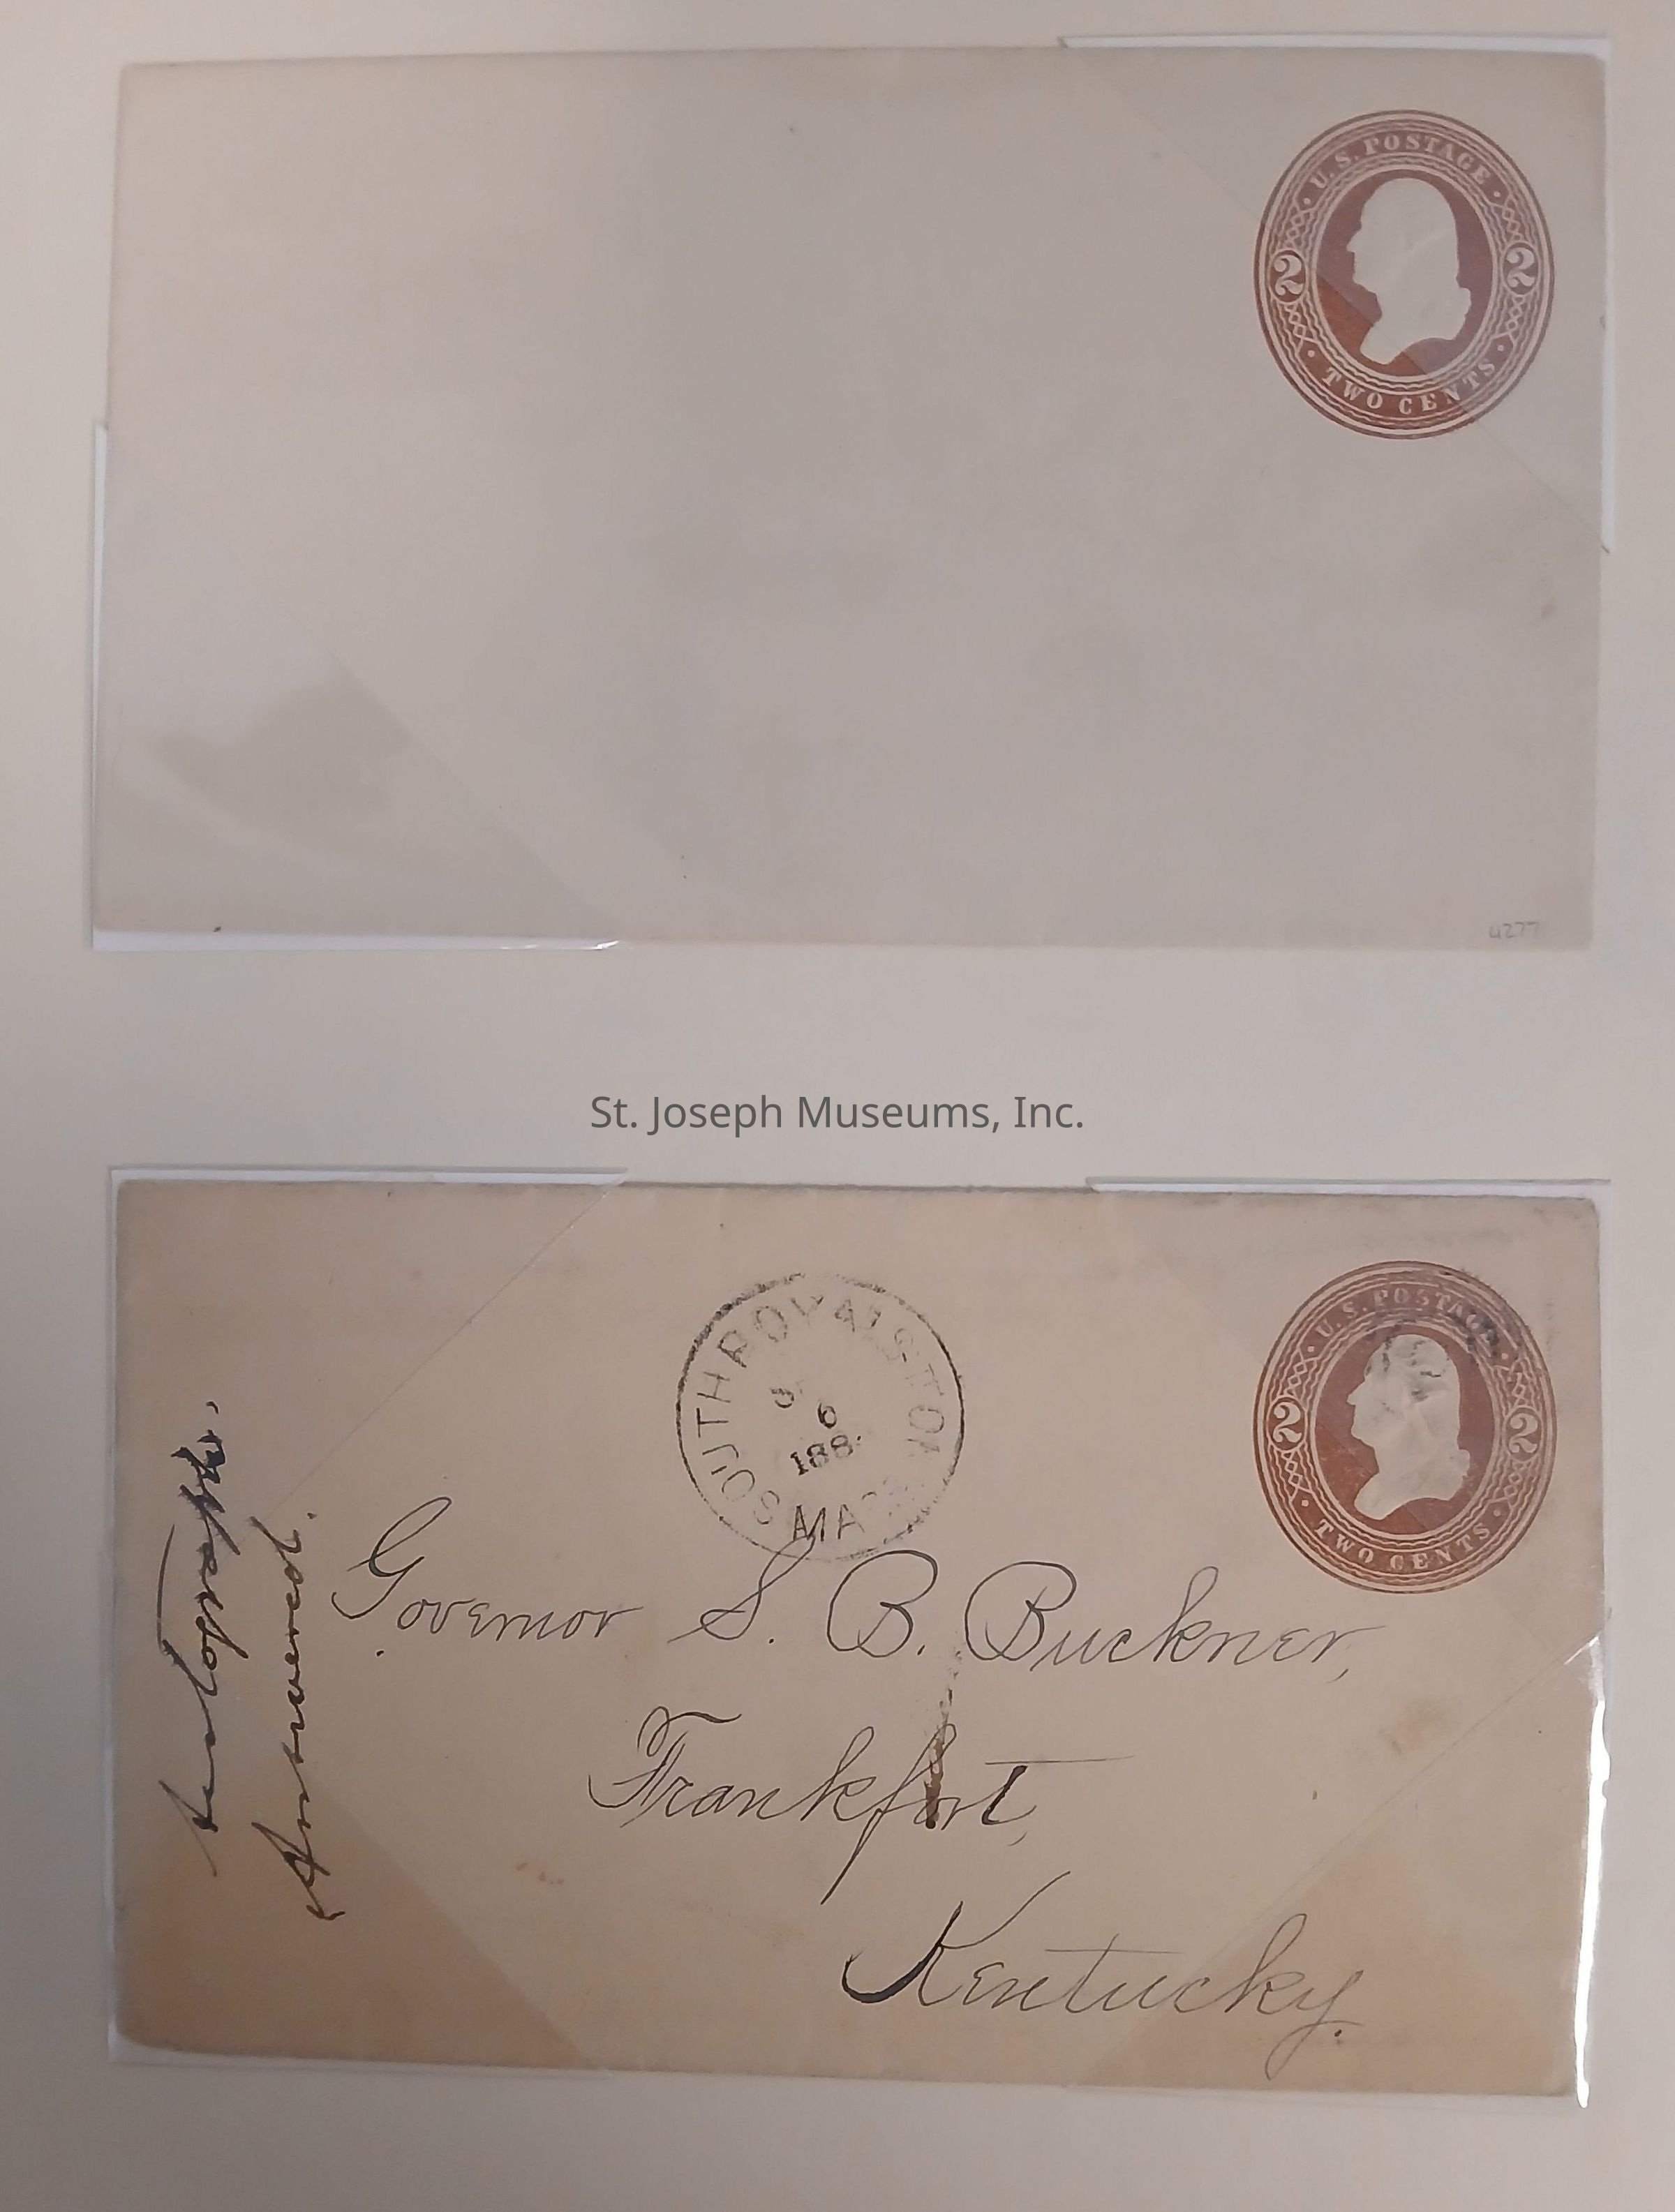 U. S. POSTAGE
2 2
TWO CENTS
4277
St. Joseph Museums, Inc.
SOUTH ROYALSTON
6
188
MASS
U. S. POSTAGE
2 2
TWO CENTS
Autograph.
Answered.
Governor S. B. Buckner,
Frankfort,
Kentucky.